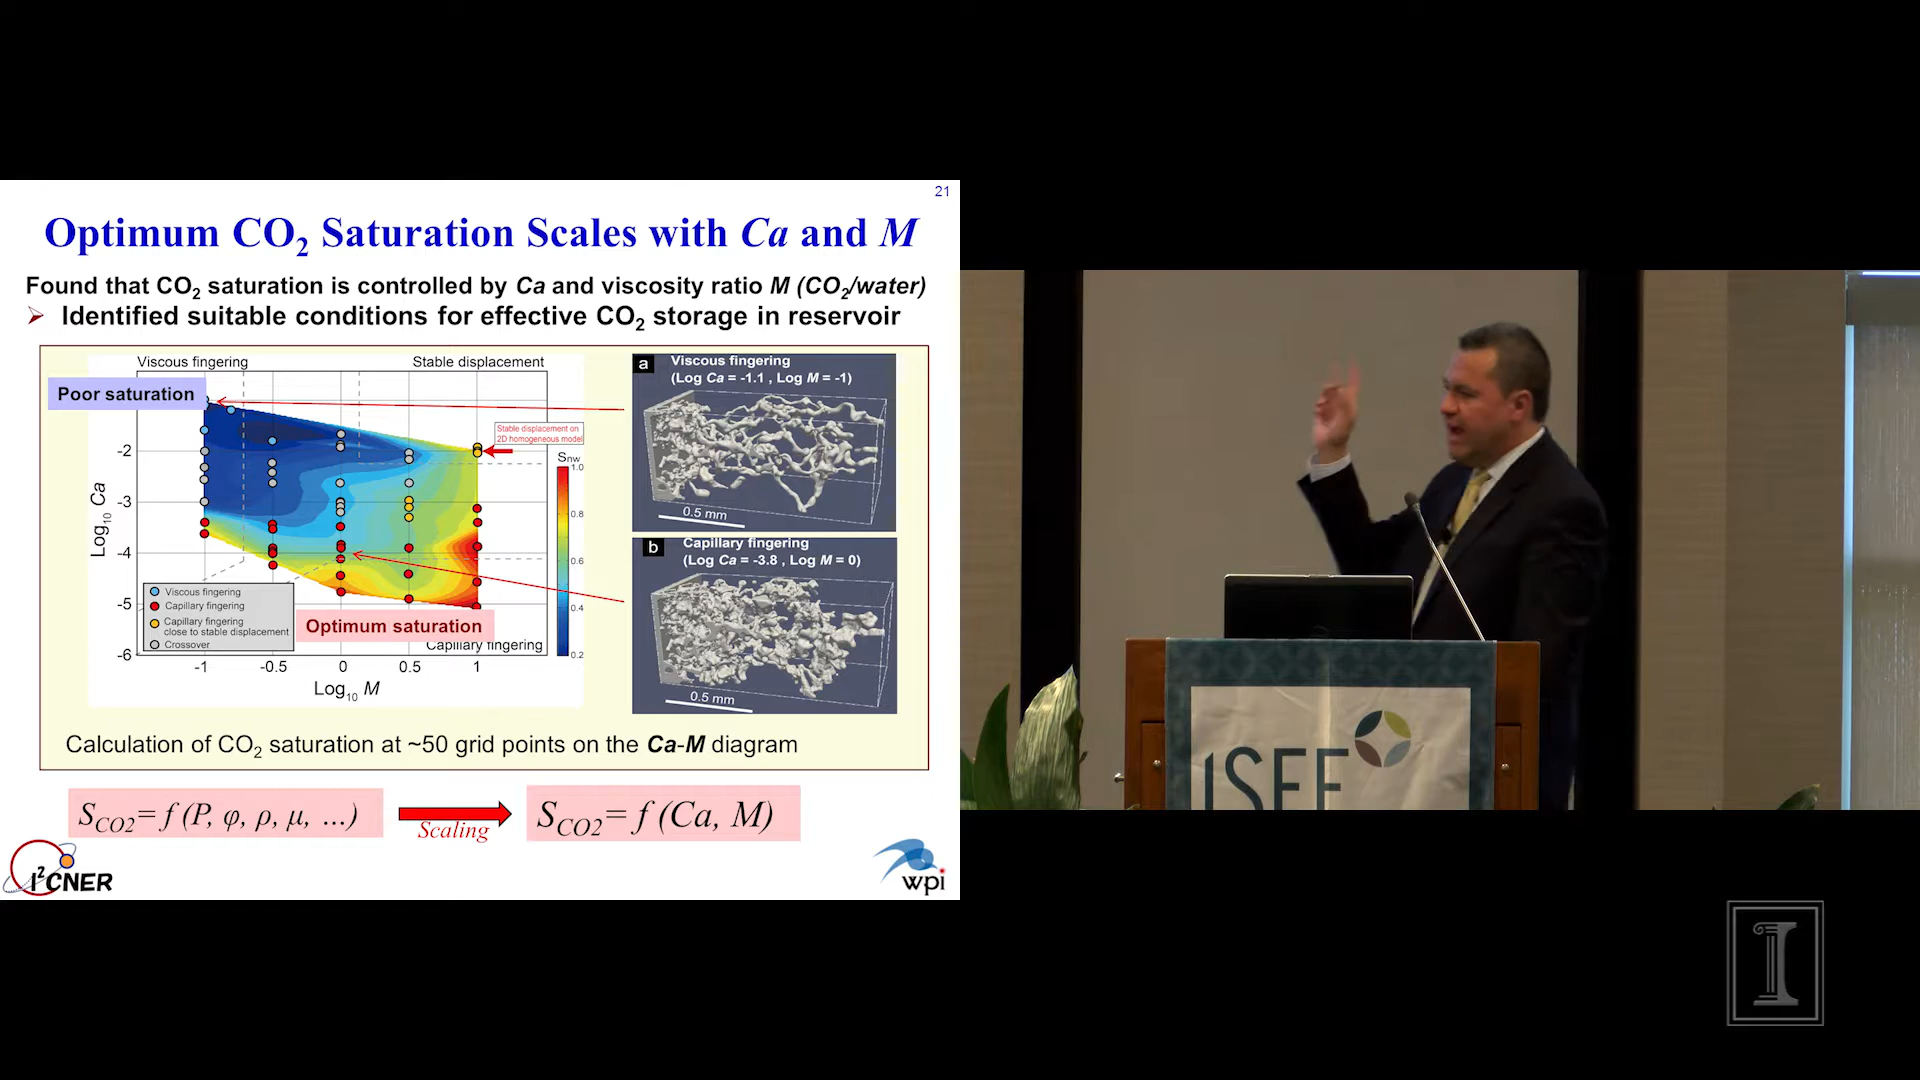 21
Optimum CO2 Saturation Scales with Ca and M
Found that CO2 saturation is controlled by Ca and viscosity ratio M (CO2/water)
Identified suitable conditions for effective CO2 storage in reservoir
Viscous fingering
Stable displacement
Poor saturation
Stable displacement on
2D homogeneous model
Snw
1.0
0.8
0.6
0.4
0.2
Log10 Ca
-2
-3
-4
-5
-6
Viscous fingering
Capillary fingering
Capillary fingering
close to stable displacement
Crossover
Optimum saturation
Capillary fingering
-1
-0.5
0
0.5
1
Log10 M
a
Viscous fingering
(Log Ca = -1.1 , Log M = -1)
0.5 mm
b
Capillary fingering
(Log Ca = -3.8 , Log M = 0)
0.5 mm
Calculation of CO2 saturation at ~50 grid points on the Ca-M diagram
SCO2= f (P, φ, ρ, μ, ...)
Scaling
SCO2= f (Ca, M)
I2CNER
wpi
ISEE
I